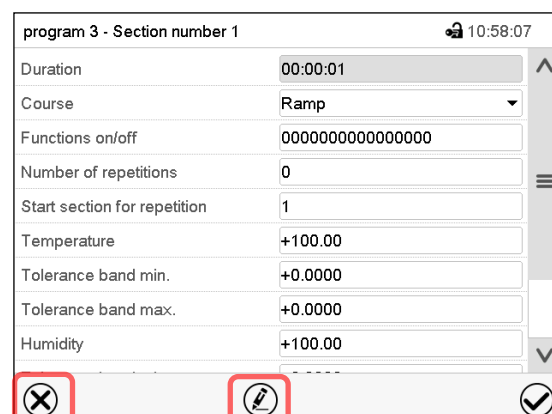 program 3 - Section number 1 10:58:07
Duration 00:00:01
Course Ramp
Functions on/off 0000000000000000
Number of repetitions 0
Start section for repetition 1
Temperature +100.00
Tolerance band min. +0.0000
Tolerance band max. +0.0000
Humidity +100.00